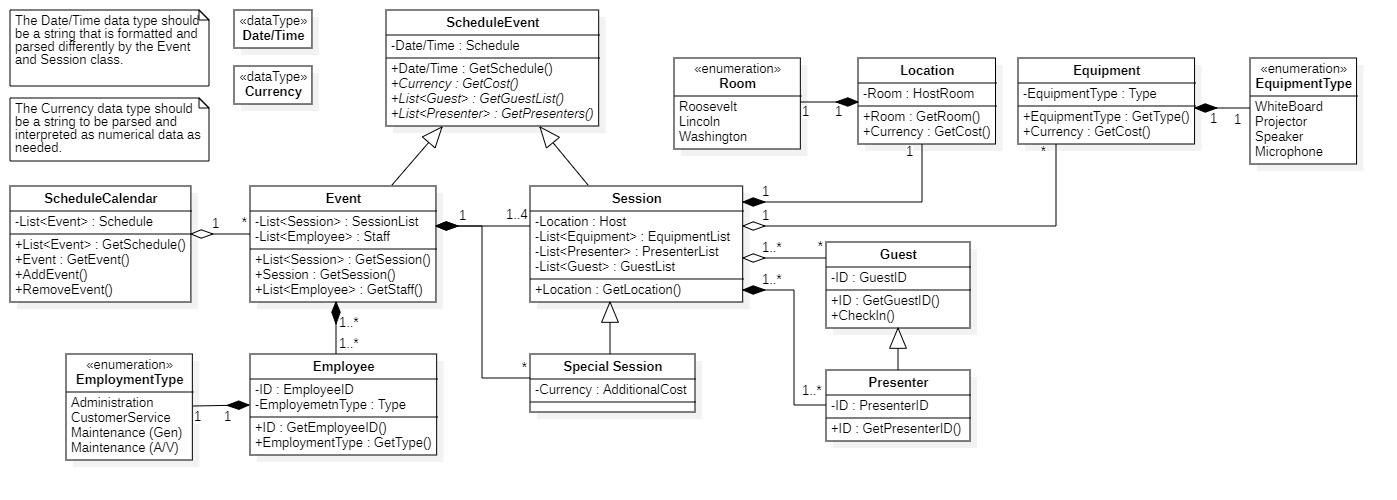 The Date/Time data type should
be a string that is formatted and
parsed differently by the Event
and Session class.
The Currency data type should
be a string to be parsed and
interpreted as numerical data as
needed.
«dataType»
Date/Time
«dataType»
Currency
ScheduleEvent
-Date/Time : Schedule
+Date/Time : GetSchedule()
+Currency : GetCost()
+List<Guest> : GetGuestList()
+List<Presenter> : GetPresenters()
«enumeration»
Room
Roosevelt
Lincoln
Washington
1
1
Location
-Room : HostRoom
+Room : GetRoom()
+Currency : GetCost()
1
Equipment
-EquipmentType : Type
+EquipmentType : GetType()
+Currency : GetCost()
*
1
1
«enumeration»
EquipmentType
WhiteBoard
Projector
Speaker
Microphone
ScheduleCalendar
-List<Event> : Schedule
+List<Event> : GetSchedule()
+Event : GetEvent()
+AddEvent()
+RemoveEvent()
1
*
Event
-List<Session> : SessionList
-List<Employee> : Staff
+List<Session> : GetSession()
+Session : GetSession()
+List<Employee> : GetStaff()
1
1..4
Session
-Location : Host
-List<Equipment> : EquipmentList
-List<Presenter> : PresenterList
-List<Guest> : GuestList
+Location : GetLocation()
1
1
1..*
*
1..*
Guest
-ID : GuestID
+ID : GetGuestID()
+CheckIn()
1..*
1..*
«enumeration»
EmploymentType
Administration
CustomerService
Maintenance (Gen)
Maintenance (A/V)
1
1
Employee
-ID : EmployeeID
-EmployemetnType : Type
+ID : GetEmployeeID()
+EmploymentType : GetType()
*
Special Session
-Currency : AdditionalCost
1..*
Presenter
-ID : PresenterID
+ID : GetPresenterID()